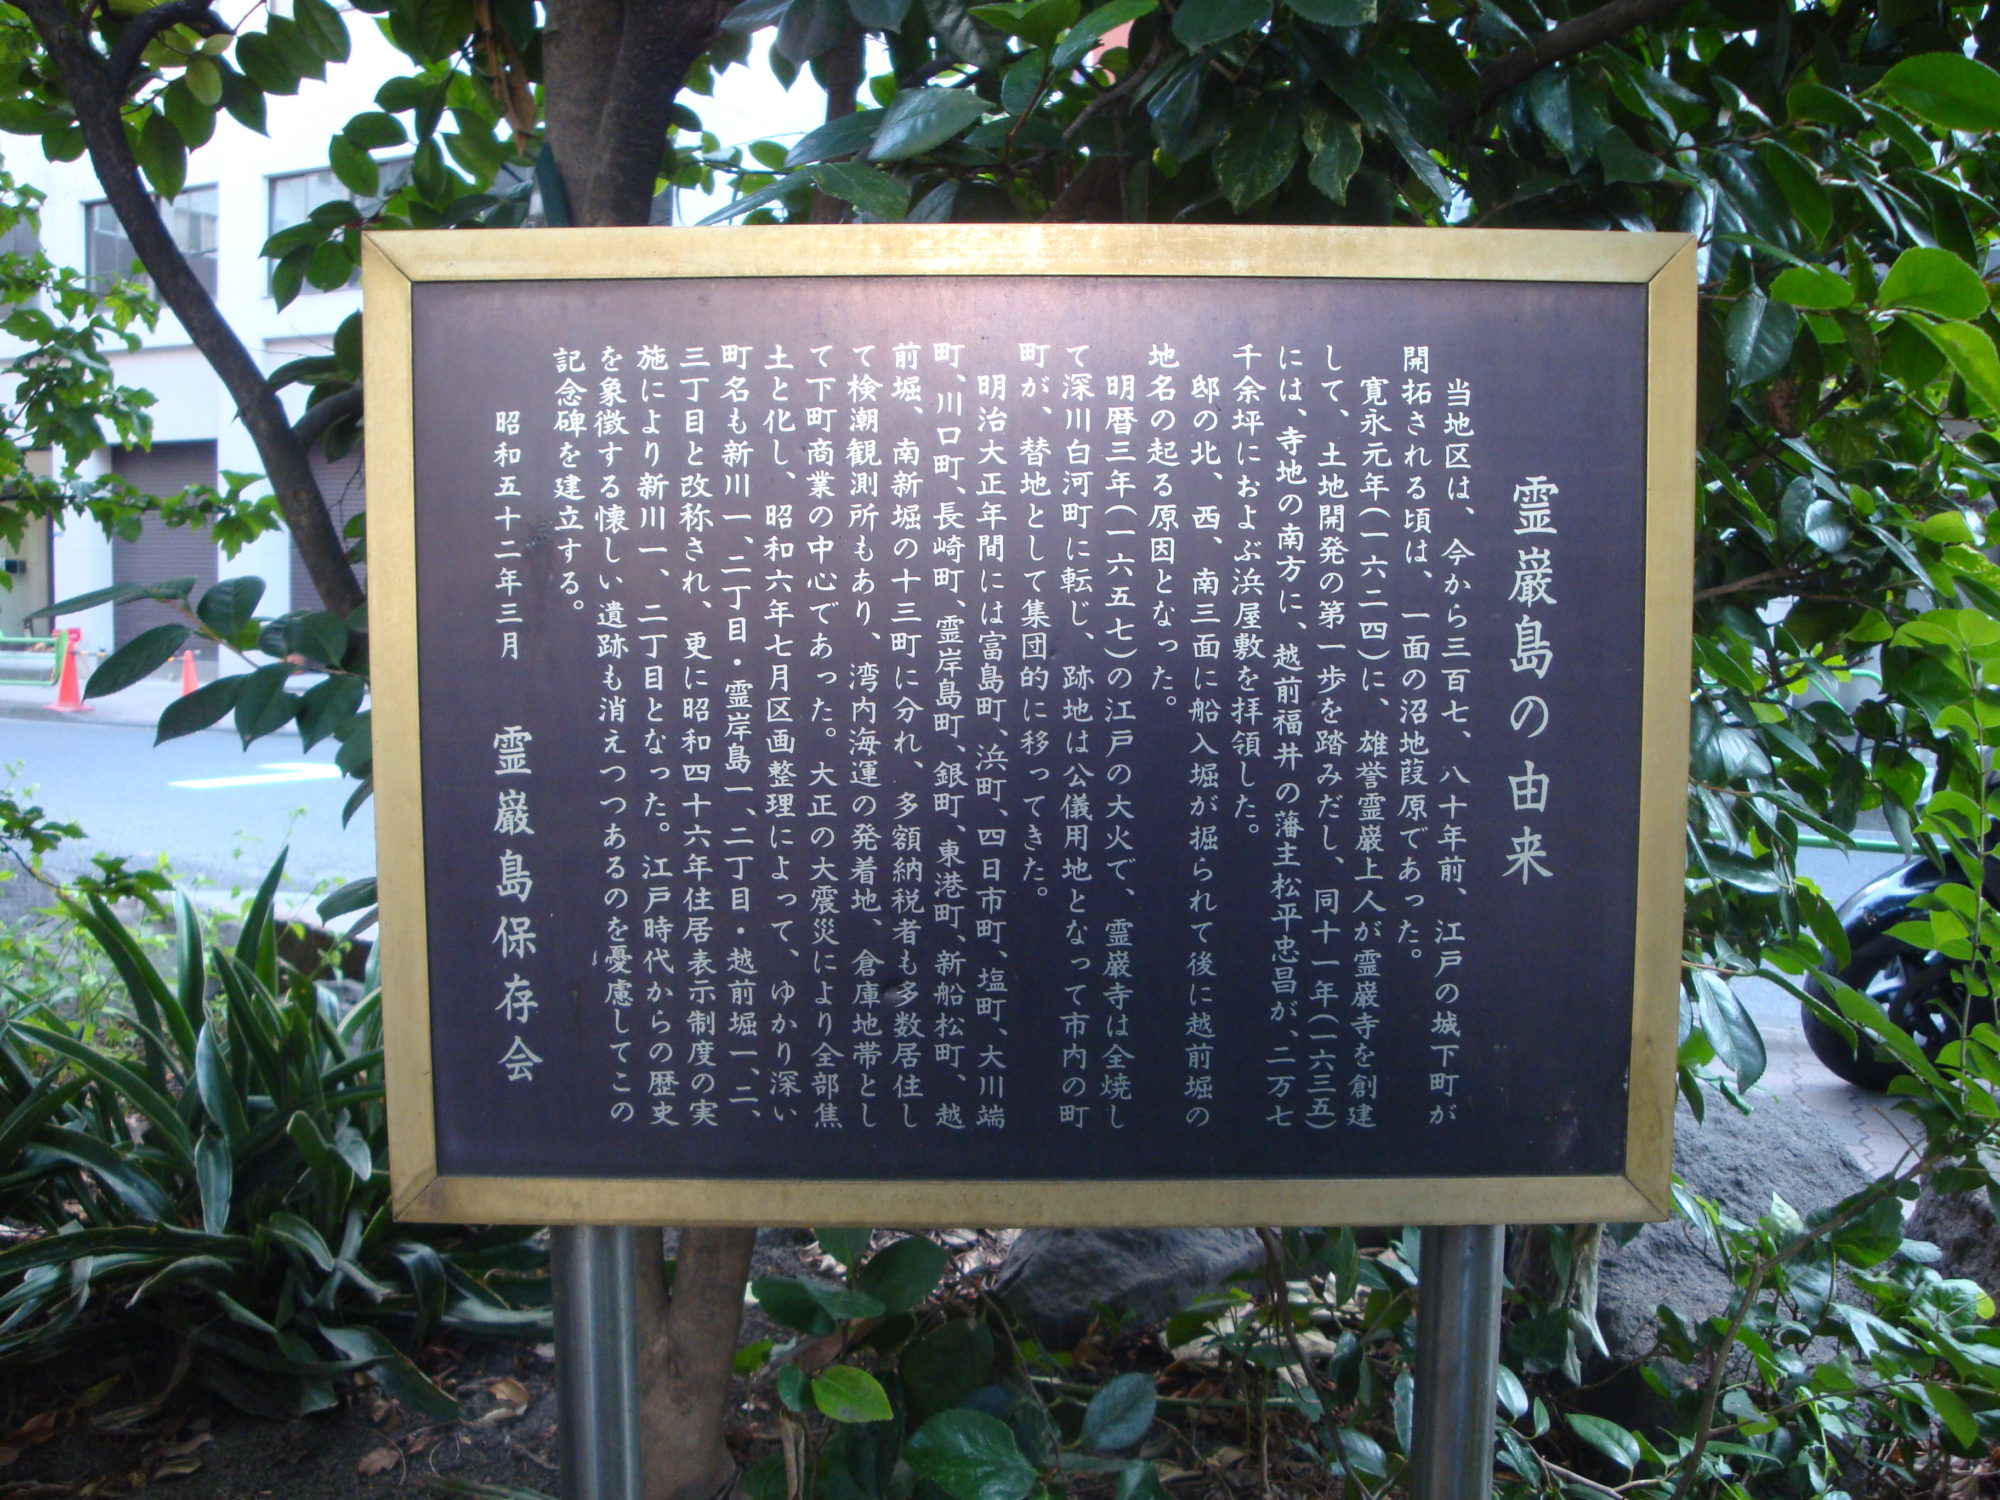 霊巌島の由来
当地区は、今から三百七、八十年前、江戸の城下町が
開拓される頃は、一面の沼地葭原であった。
寛永元年(一六二四)に、雄誉霊巌上人が霊巌寺を創建
して、土地開発の第一歩を踏みだし、同十一年(一六三五)
には、寺地の南方に、越前福井の藩主松平忠昌が、二万七
千余坪におよぶ浜屋敷を拝領した。
邸の北、西、南三面に船入堀が掘られて後に越前堀の
地名の起る原因となった。
明暦三年(一六五七)の江戸の大火で、霊巌寺は全焼し
て深川白河町に転じ、跡地は公儀用地となって市内の町
町が、替地として集団的に移ってきた。
明治大正年間には富島町、浜町、四日市町、塩町、大川端
町、川口町、長崎町、霊岸島町、銀町、東港町、新船松町、越
前堀、南新堀の十三町に分れ、多額納税者も多数居住し
て検潮観測所もあり、湾内海運の発着地、倉庫地帯とし
て下町商業の中心であった。大正の大震災により全部焦
土と化し、昭和六年七月区画整理によって、ゆかり深い
町名も新川一、二丁目・霊岸島一、二丁目・越前堀一、二、
三丁目と改称され、更に昭和四十六年住居表示制度の実
施により新川一、二丁目となった。江戸時代からの歴史
を象徴する懐しい遺跡も消えつつあるのを憂慮してこの
記念碑を建立する。
昭和五十二年三月 霊巌島保存会